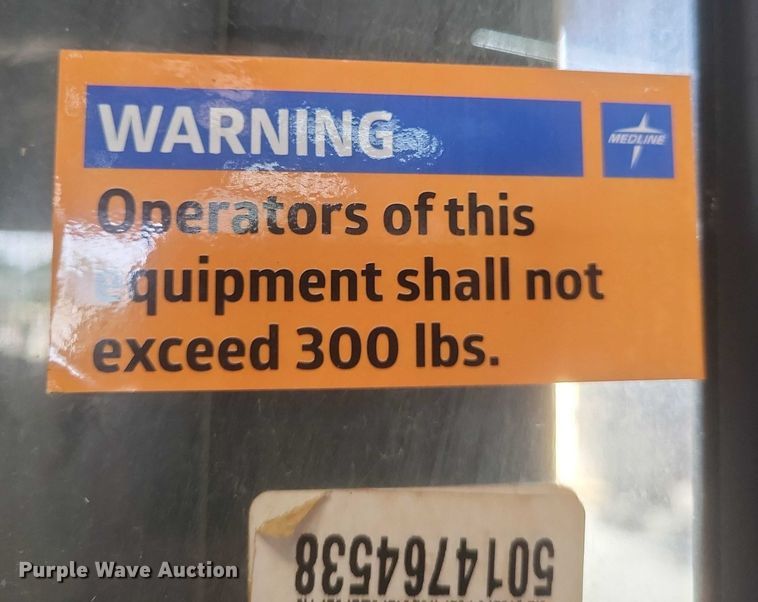 WARNING
MEDLINE
Operators of this
equipment shall not
exceed 300 lbs.
5014764538
Purple Wave Auction